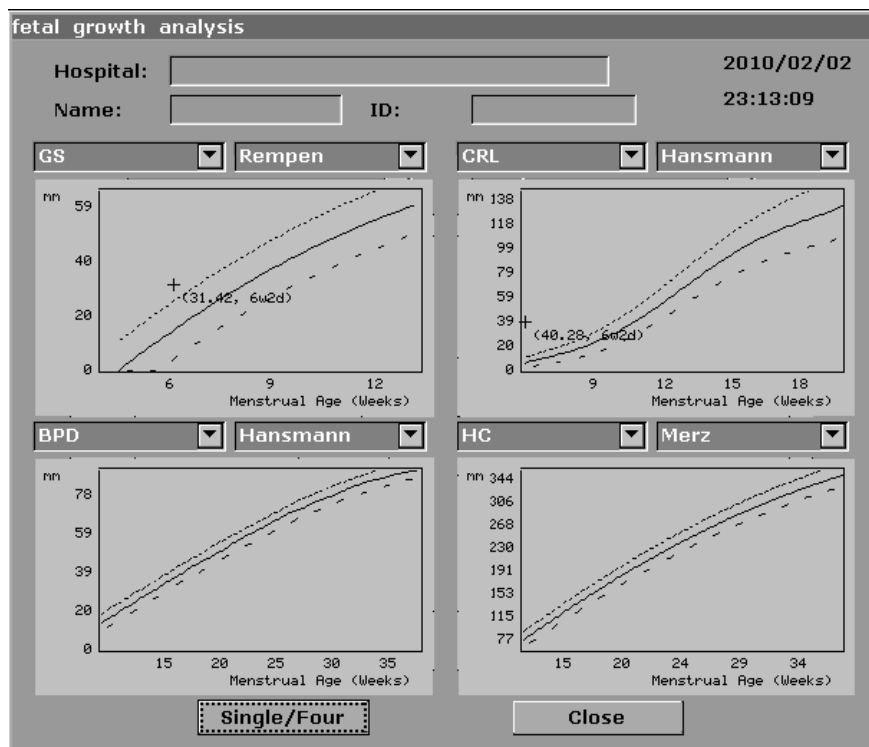 fetal growth analysis
Hospital:
2010/02/02
Name:
ID:
23:13:09
GS
Rempen
CRL
Hansmann
mm
59
40
20
0
(31.42, 6w2d)
6
9
12
Menstrual Age (Weeks)
mm
138
118
99
79
59
39
20
0
(40.28, 6w2d)
9
12
15
18
Menstrual Age (Weeks)
BPD
Hansmann
HC
Merz
mm
78
59
39
20
0
15
20
25
30
35
Menstrual Age (Weeks)
mm
344
306
268
230
191
153
115
77
15
20
24
29
34
Menstrual Age (Weeks)
Single/Four
Close